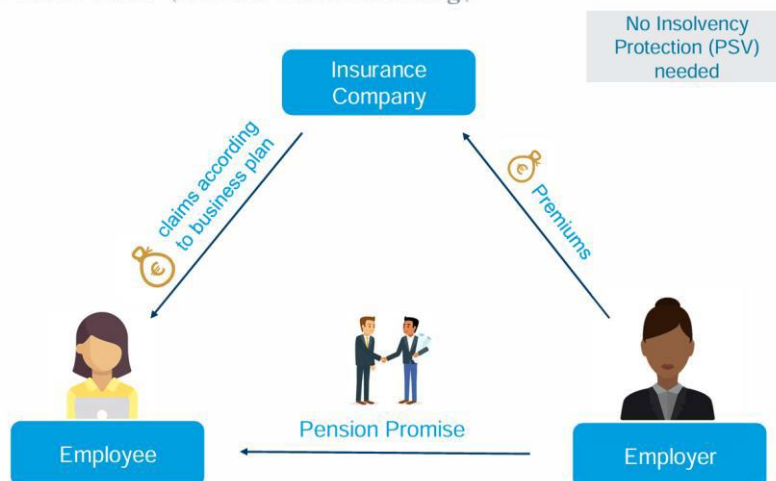 No Insolvency
Protection (PSV)
needed
Insurance
Company
claims according
to business plan
€
€
Premiums
Pension Promise
Employee
Employer